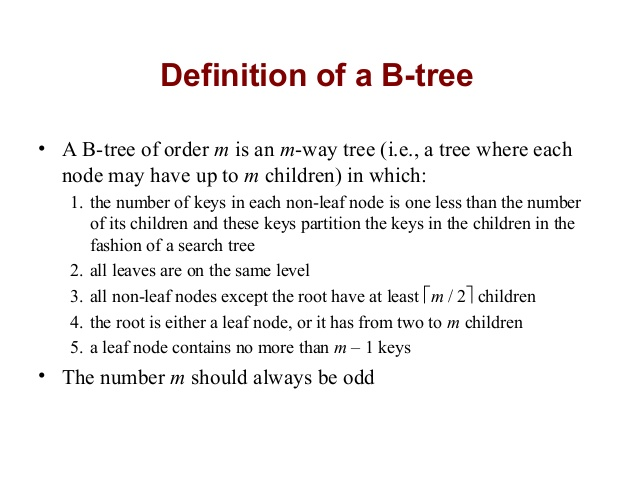 Definition of a B-tree
• A B-tree of order m is an m-way tree (i.e., a tree where each
node may have up to m children) in which:
1. the number of keys in each non-leaf node is one less than the number
of its children and these keys partition the keys in the children in the
fashion of a search tree
2. all leaves are on the same level
3. all non-leaf nodes except the root have at least ⌈m / 2⌉ children
4. the root is either a leaf node, or it has from two to m children
5. a leaf node contains no more than m – 1 keys
• The number m should always be odd